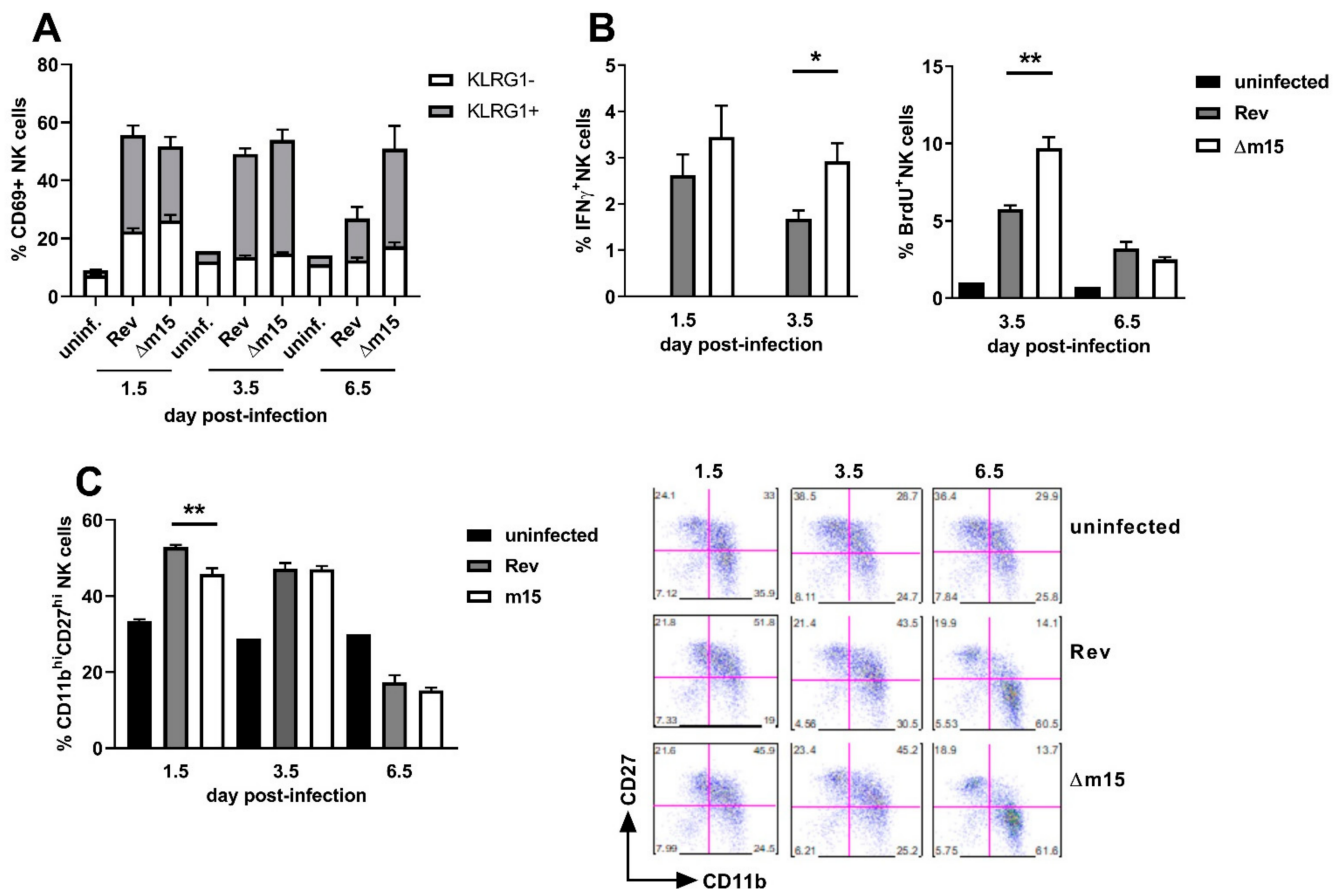 A
% CD69+ NK cells
80
60
40
20
0
KLRG1-
KLRG1+
uninf.
Rev
Δm15
uninf.
Rev
Δm15
uninf.
Rev
Δm15
1.5
3.5
6.5
day post-infection
B
% IFNγ+NK cells
5
4
3
2
1
0
*
1.5
3.5
day post-infection
% BrdU+NK cells
15
10
5
0
**
3.5
6.5
day post-infection
uninfected
Rev
Δm15
C
% CD11bhiCD27hi NK cells
60
40
20
0
**
1.5
3.5
6.5
day post-infection
uninfected
Rev
m15
1.5 3.5 6.5
24.1 33 38.5 28.7 36.4 29.9
uninfected
7.12 35.9 8.11 24.7 7.84 25.8
21.8 51.8 21.4 43.5 19.9 14.1
Rev
7.33 19 4.56 30.5 5.53 60.5
21.6 45.9 23.4 45.2 18.9 13.7
Δm15
7.99 24.5 6.21 25.2 5.75 61.6
CD27
CD11b